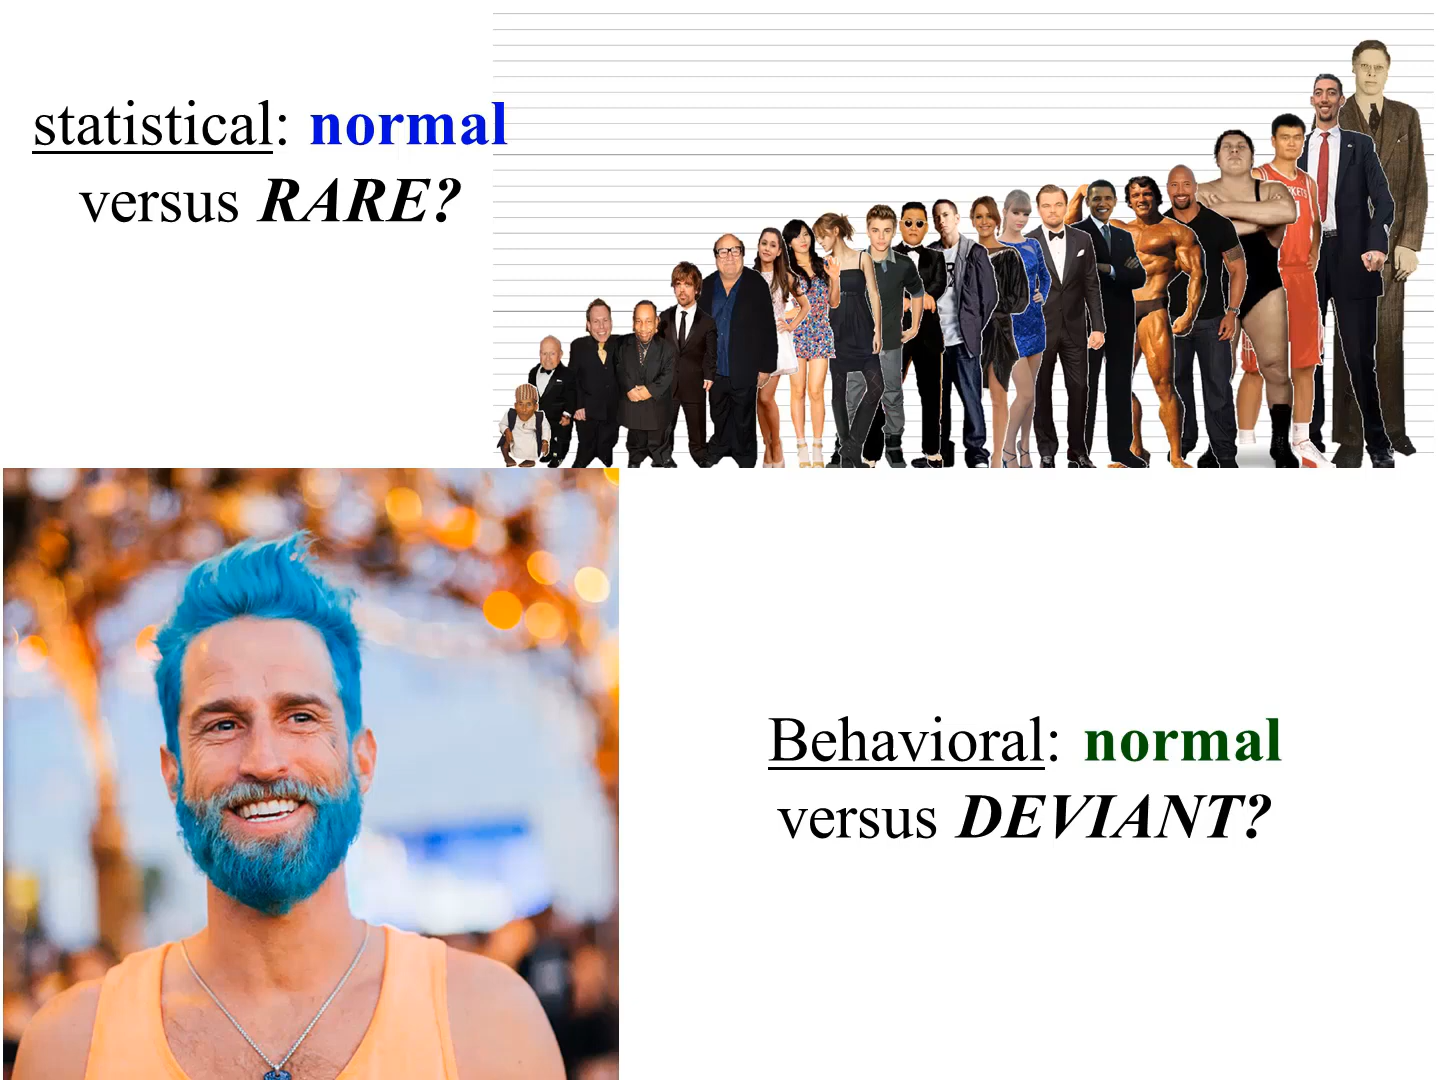 statistical: normal
versus RARE?
Behavioral: normal
versus DEVIANT?